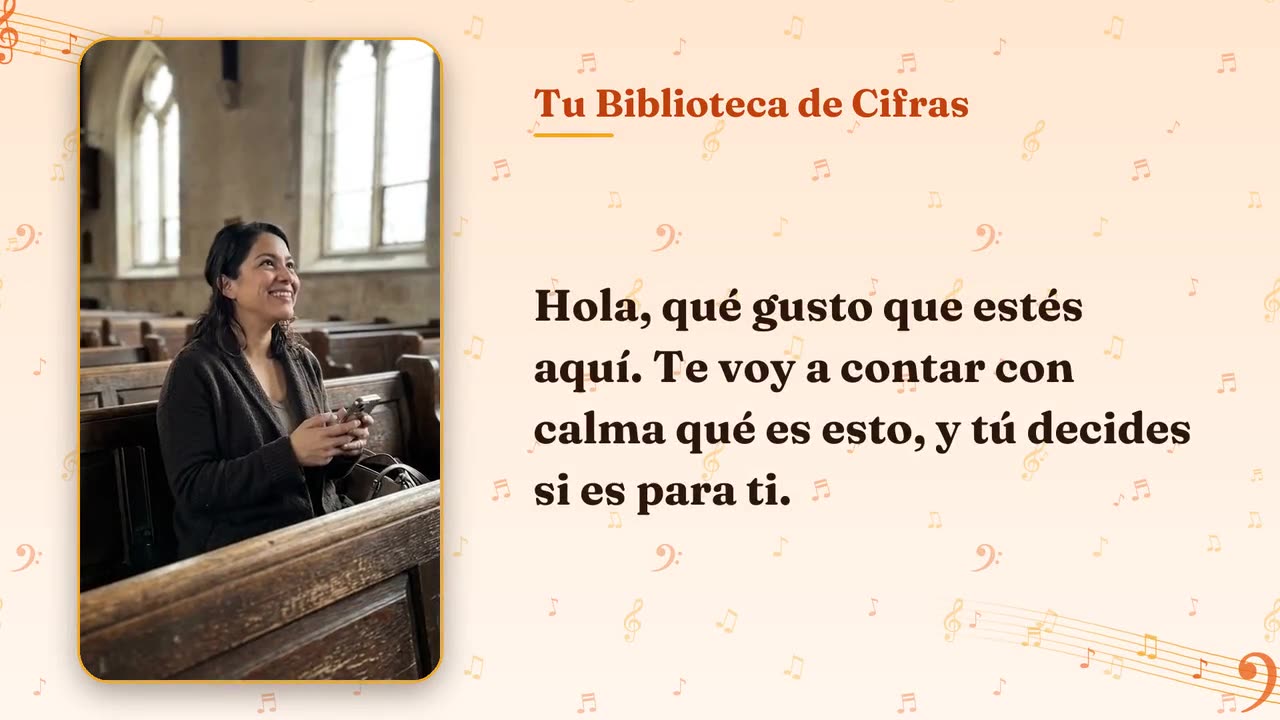 Tu Biblioteca de Cifras
Hola, qué gusto que estés
aquí. Te voy a contar con
calma qué es esto, y tú decides
si es para ti.